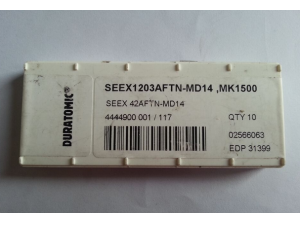 DURATOMIC®
SEEX1203AFTN-MD14 ,MK1500
SEEX 42AFTN-MD14
4444900 001 / 117 QTY 10
02566063
EDP 31399